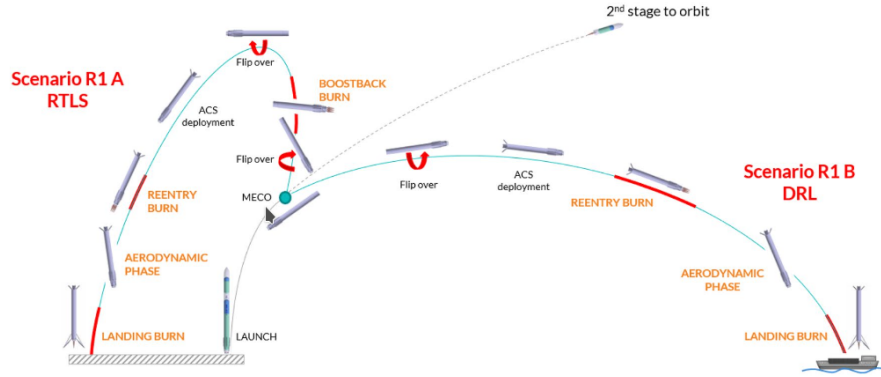 2nd stage to orbit
Scenario R1 A
RTLS
Flip over
BOOSTBACK
BURN
ACS
deployment
Flip over
MECO
REENTRY
BURN
AERODYNAMIC
PHASE
LANDING BURN
LAUNCH
Flip over
ACS
deployment
REENTRY BURN
Scenario R1 B
DRL
AERODYNAMIC
PHASE
LANDING BURN